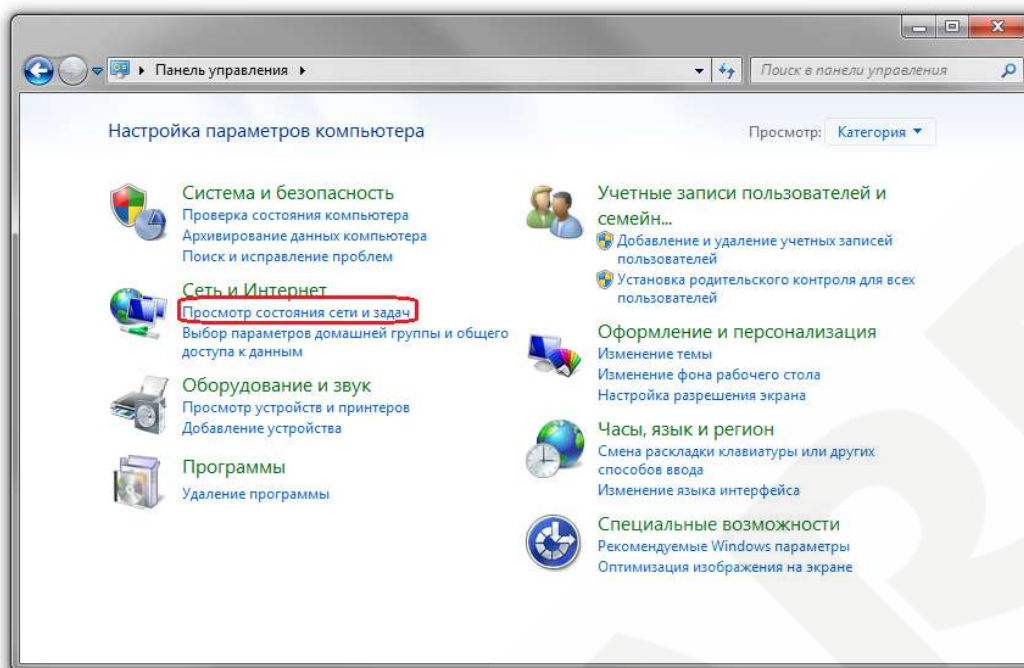 Панель управления
Поиск в панели управления
Настройка параметров компьютера
Просмотр: Категория
Система и безопасность
Проверка состояния компьютера
Архивирование данных компьютера
Поиск и исправление проблем
Сеть и Интернет
Просмотр состояния сети и задач
Выбор параметров домашней группы и общего
доступа к данным
Оборудование и звук
Просмотр устройств и принтеров
Добавление устройства
Программы
Удаление программы
Учетные записи пользователей и
семейн...
Добавление и удаление учетных записей
пользователей
Установка родительского контроля для всех
пользователей
Оформление и персонализация
Изменение темы
Изменение фона рабочего стола
Настройка разрешения экрана
Часы, язык и регион
Смена раскладки клавиатуры или других
способов ввода
Изменение языка интерфейса
Специальные возможности
Рекомендуемые Windows параметры
Оптимизация изображения на экране